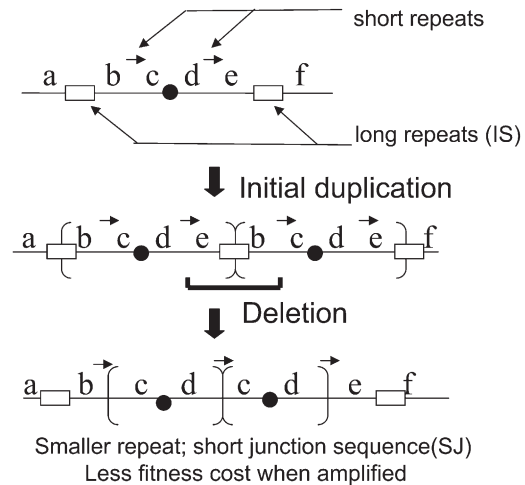 short repeats
a b c d e f
long repeats (IS)
Initial duplication
a b c d e b c d e f
Deletion
a b c d c d e f
Smaller repeat; short junction sequence(SJ)
Less fitness cost when amplified